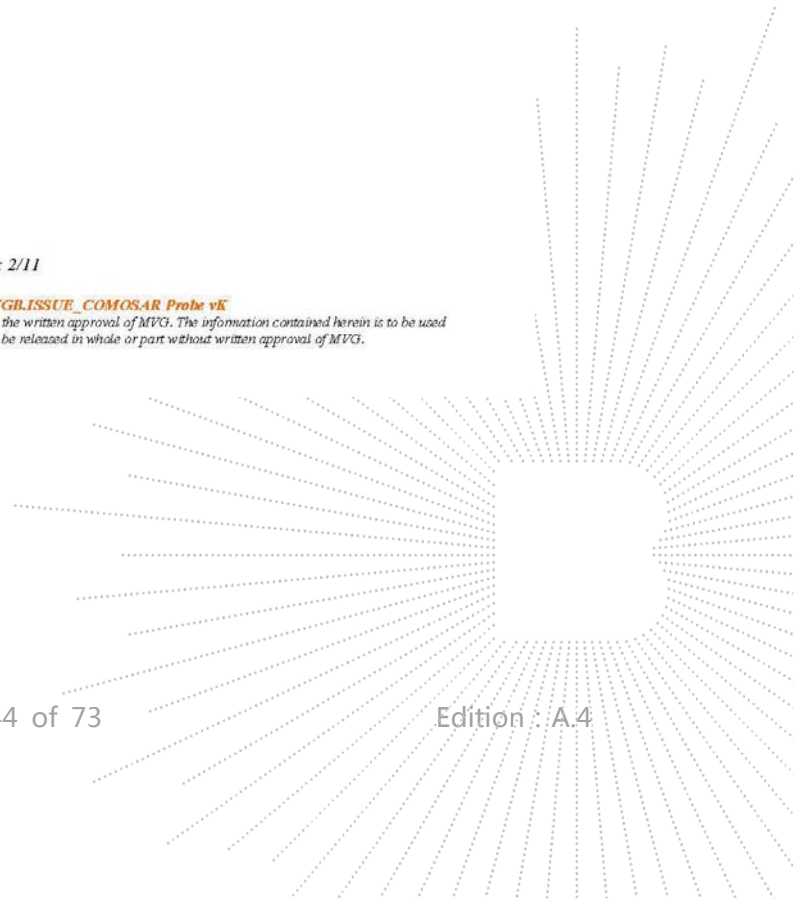 : 2/11
GB.ISSUE_COMOSAR Probe vK
the written approval of MVG. The information contained herein is to be used
be released in whole or part without written approval of MVG.
4 of 73
Edition : A.4